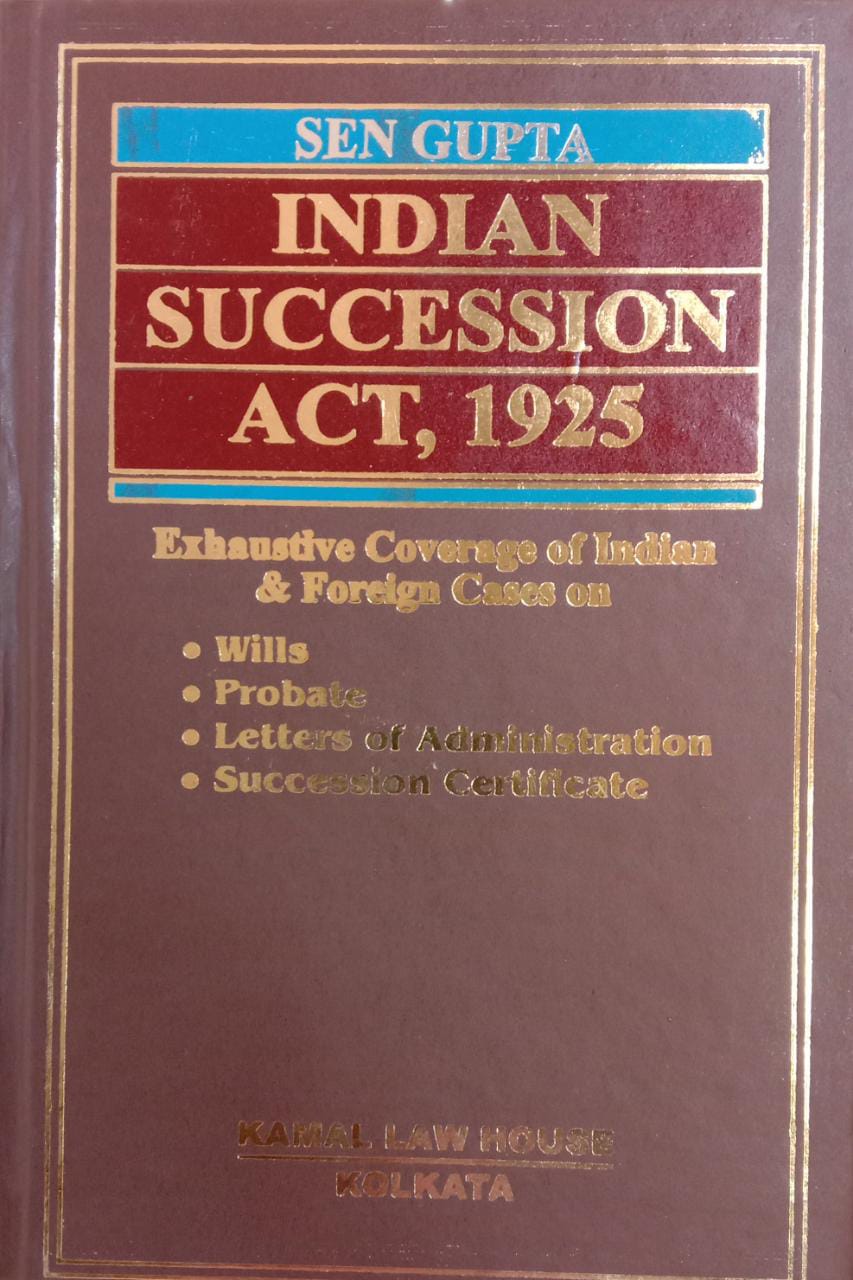 SEN GUPTA
INDIAN
SUCCESSION
ACT, 1925
Exhaustive Coverage of Indian
& Foreign Cases on
• Wills
• Probate
• Letters of Administration
• Succession Certificate
KAMAL LAW HOUSE
KOLKATA